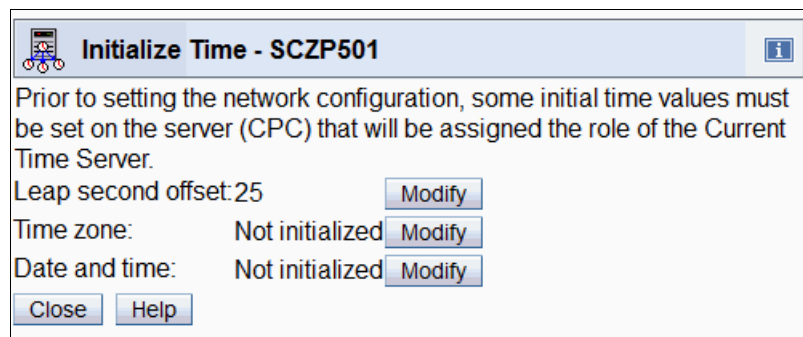 Initialize Time - SCZP501
i
Prior to setting the network configuration, some initial time values must
be set on the server (CPC) that will be assigned the role of the Current
Time Server.
Leap second offset: 25 Modify
Time zone: Not initialized Modify
Date and time: Not initialized Modify
Close Help